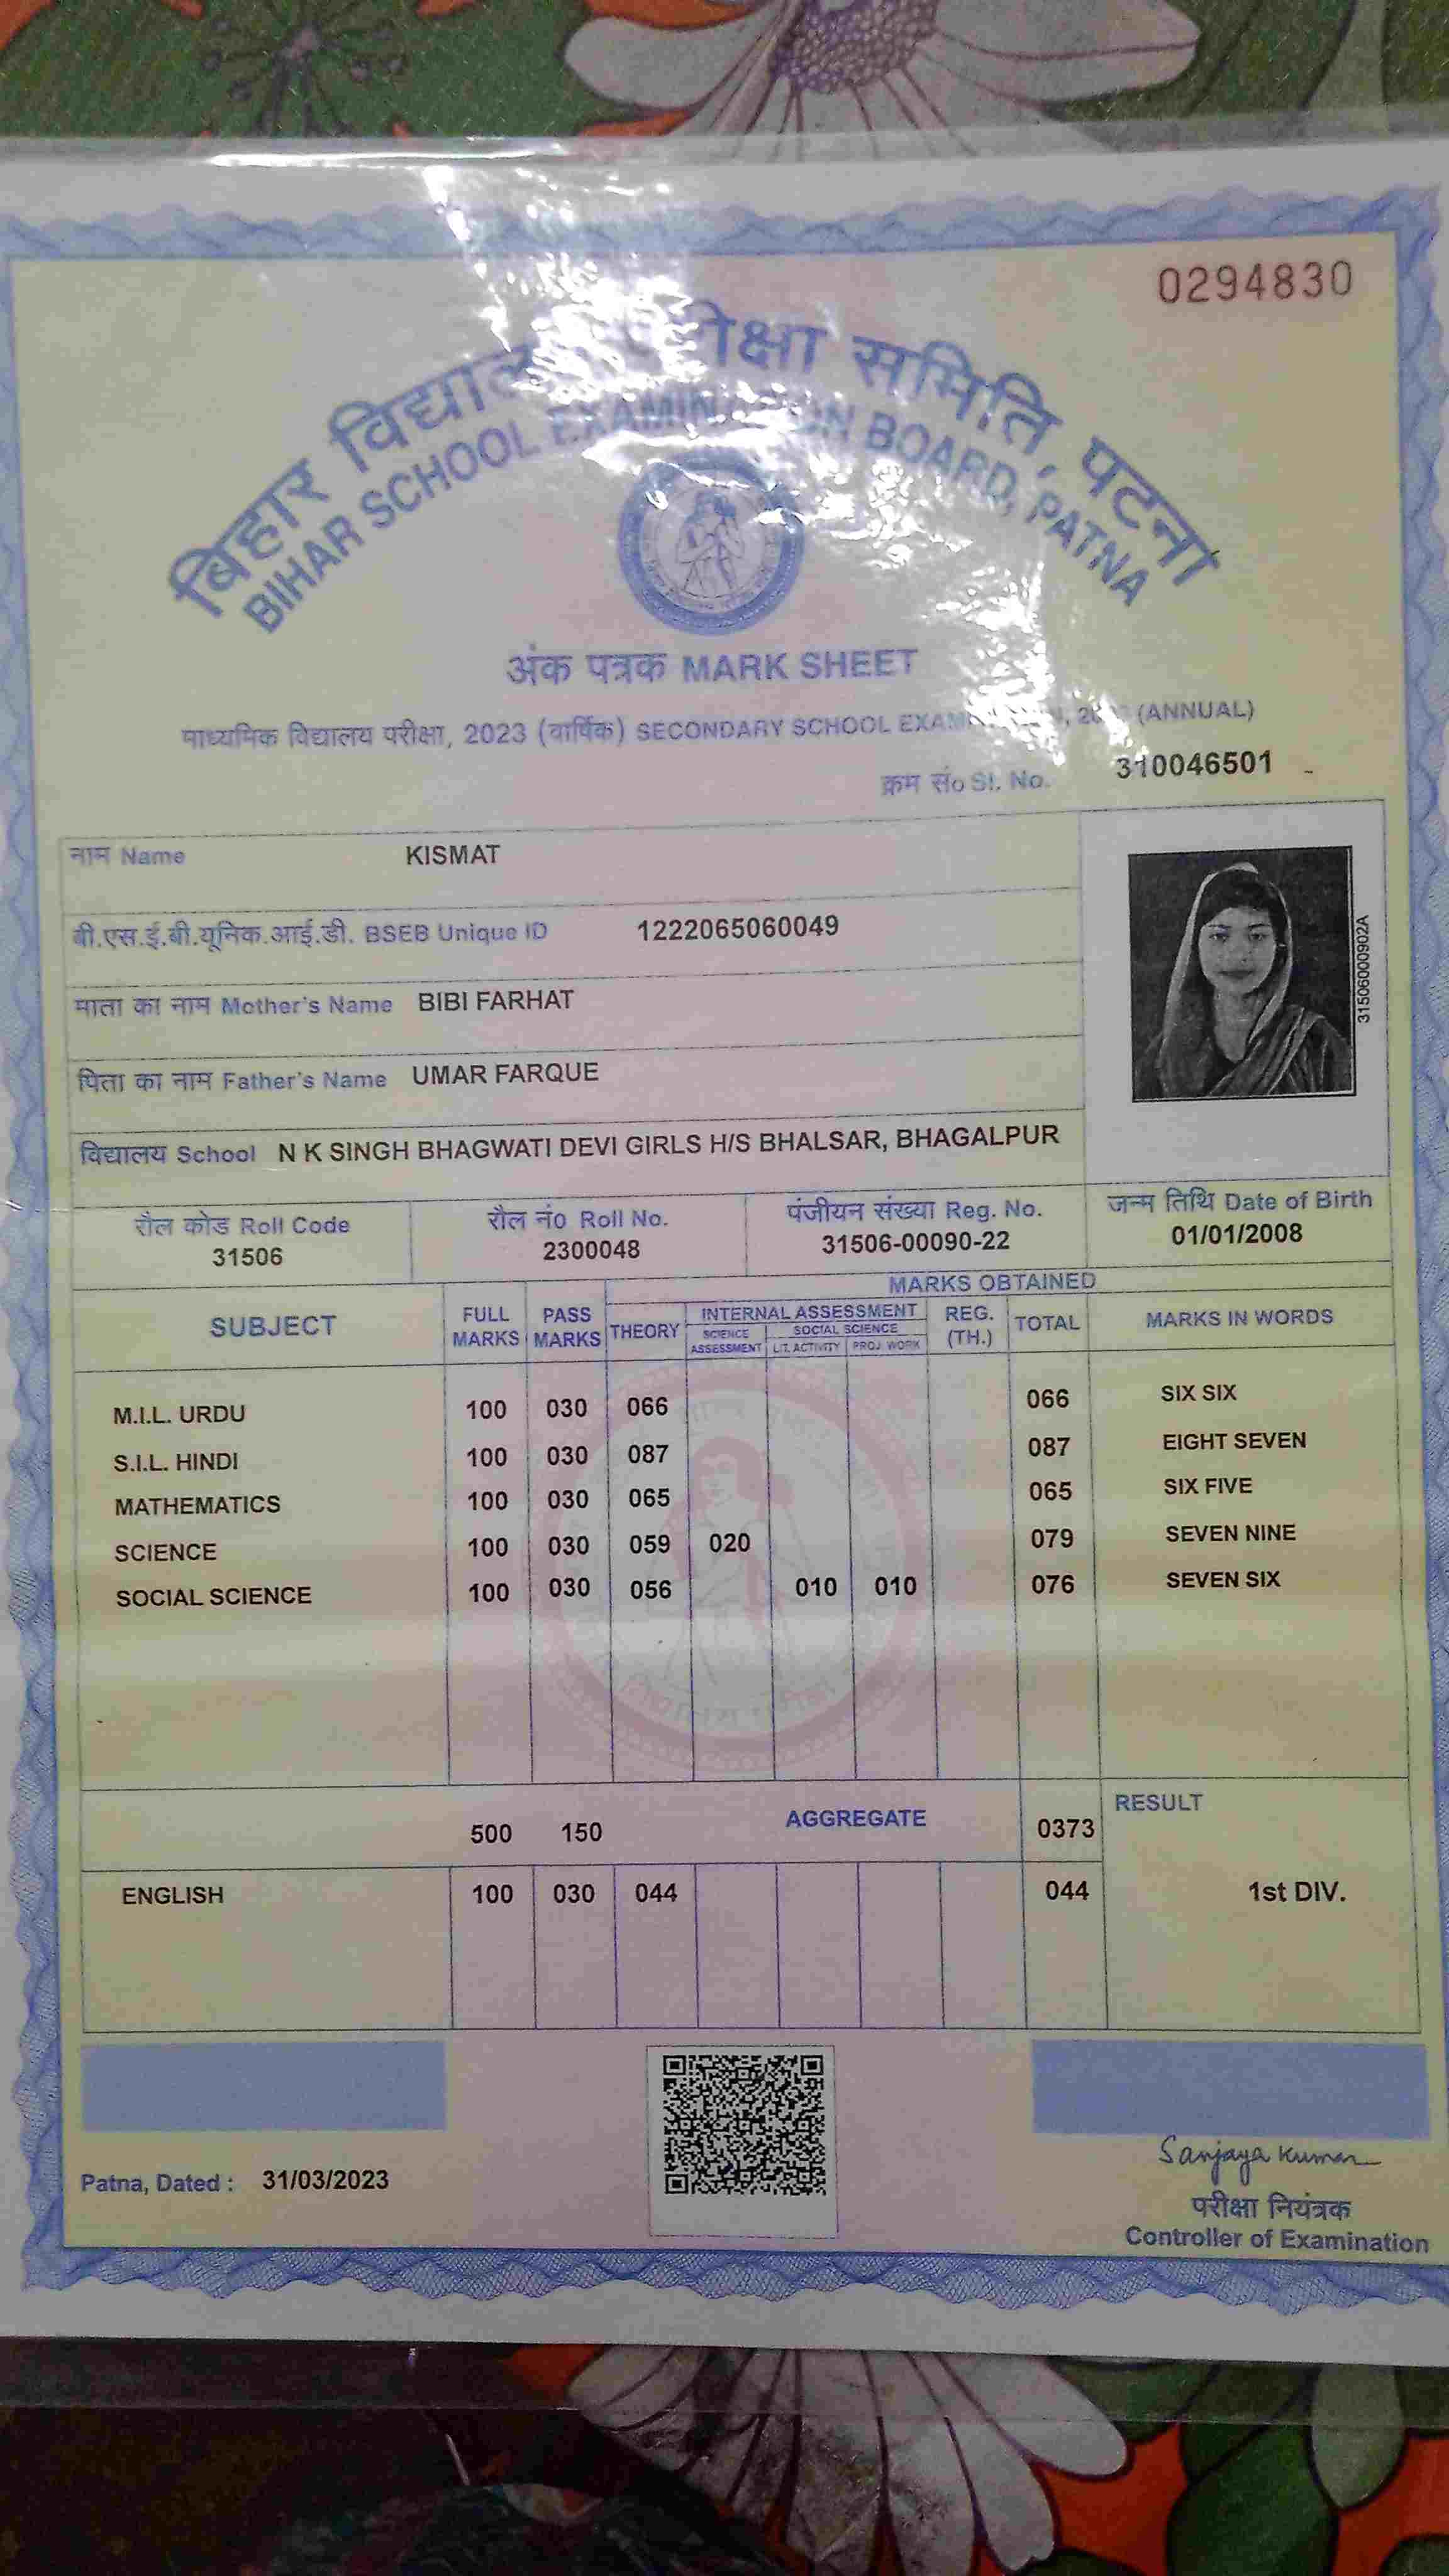 0294830
बिहार विद्यालय परीक्षा समिति, पटना
BIHAR SCHOOL EXAMINATION BOARD, PATNA
अंक पत्रक MARK SHEET
माध्यमिक विद्यालय परीक्षा, 2023 (वार्षिक) SECONDARY SCHOOL EXAMINATION, 2023 (ANNUAL)
क्रम सं० Sl. No. 310046501
नाम Name KISMAT
बी.एस.ई.बी.यूनिक.आई.डी. BSEB Unique ID 1222065060049
माता का नाम Mother's Name BIBI FARHAT
पिता का नाम Father's Name UMAR FARQUE
विद्यालय School N K SINGH BHAGWATI DEVI GIRLS H/S BHALSAR, BHAGALPUR
31506000902A
रौल कोड Roll Code रौल नं० Roll No. पंजीयन संख्या Reg. No. जन्म तिथि Date of Birth
31506 2300048 31506-00090-22 01/01/2008
MARKS OBTAINED
SUBJECT FULL MARKS PASS MARKS THEORY INTERNAL ASSESSMENT REG. (TH.) TOTAL MARKS IN WORDS
SCIENCE ASSESSMENT SOCIAL SCIENCE
LIT. ACTIVITY PROJ. WORK
M.I.L. URDU 100 030 066 066 SIX SIX
S.I.L. HINDI 100 030 087 087 EIGHT SEVEN
MATHEMATICS 100 030 065 065 SIX FIVE
SCIENCE 100 030 059 020 079 SEVEN NINE
SOCIAL SCIENCE 100 030 056 010 010 076 SEVEN SIX
500 150 AGGREGATE 0373 RESULT
ENGLISH 100 030 044 044 1st DIV.
Patna, Dated : 31/03/2023
Sanjaya Kumar
परीक्षा नियंत्रक
Controller of Examination